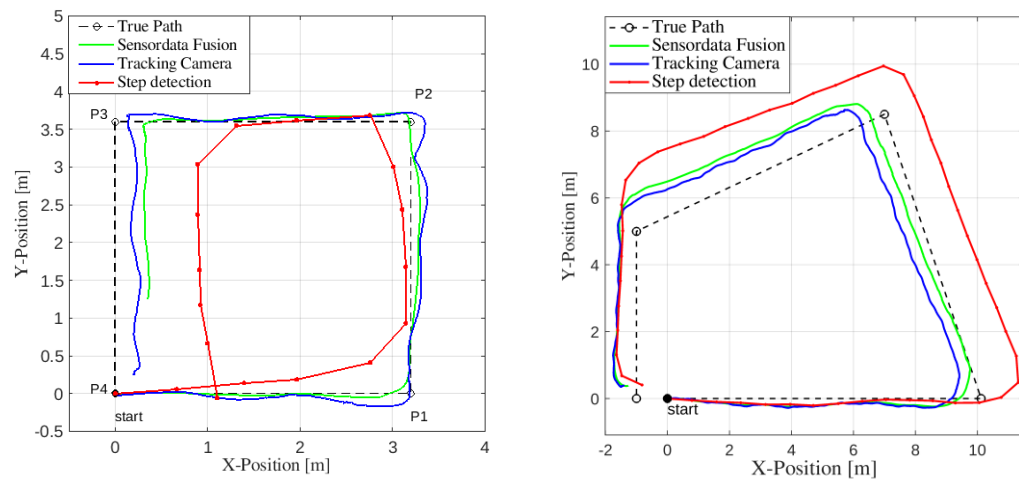 5
4.5
4
3.5
3
2.5
2
1.5
1
0.5
0
-0.5
Y-Position [m]
True Path
Sensordata Fusion
Tracking Camera
Step detection
P3
P2
P4
P1
start
0
1
2
3
4
X-Position [m]
10
8
6
4
2
0
Y-Position [m]
True Path
Sensordata Fusion
Tracking Camera
Step detection
start
-2
0
2
4
6
8
10
X-Position [m]